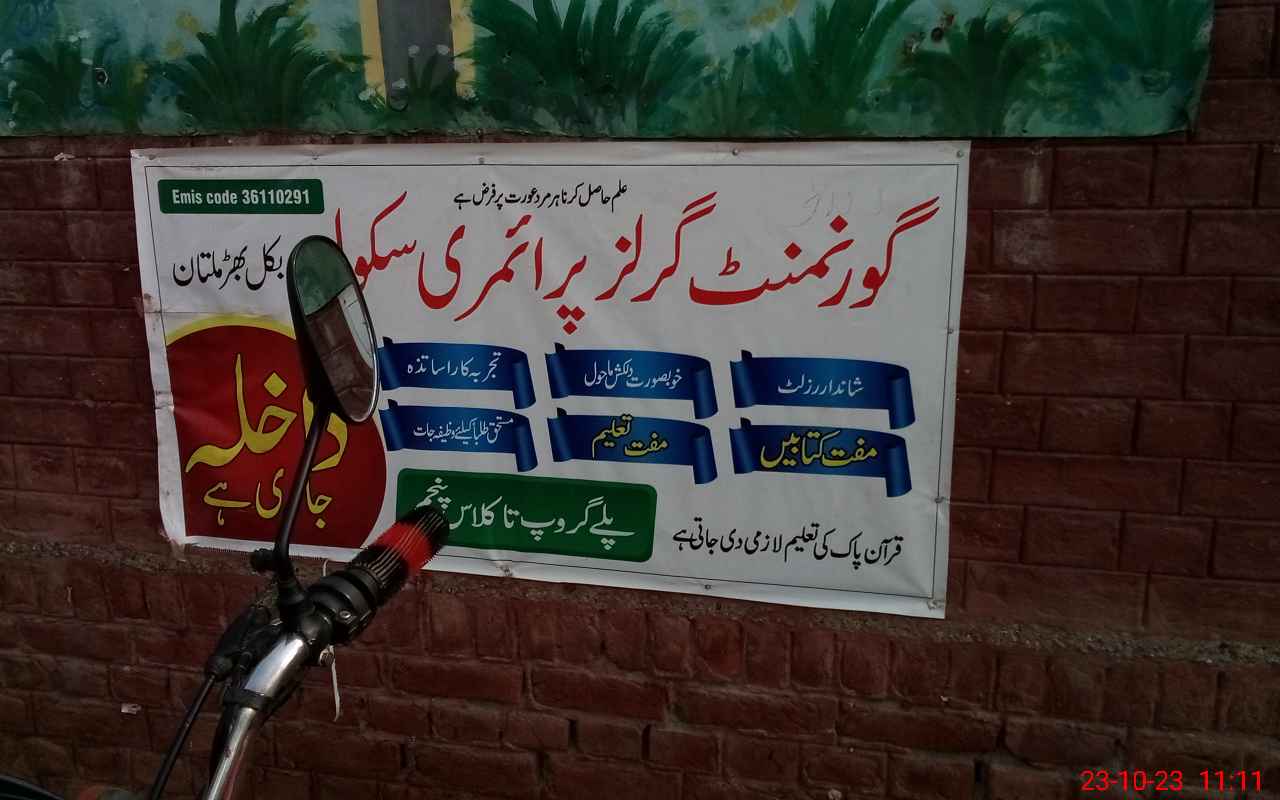 Emis code 36110291
علم حاصل کرنا ہر مرد عورت پر فرض ہے
گورنمنٹ گرلز پرائمری سکول
بکل بھڑ ملتان
شاندار رزلٹ
خوبصورت دلکش ماحول
تجربہ کار اساتذہ
مفت کتابیں
مفت تعلیم
مستحق طلبا کیلئے وظیفہ جات
داخلہ
جاری ہے
پلے گروپ تا کلاس پنجم
قرآن پاک کی تعلیم لازمی دی جاتی ہے
23-10-23 11:11